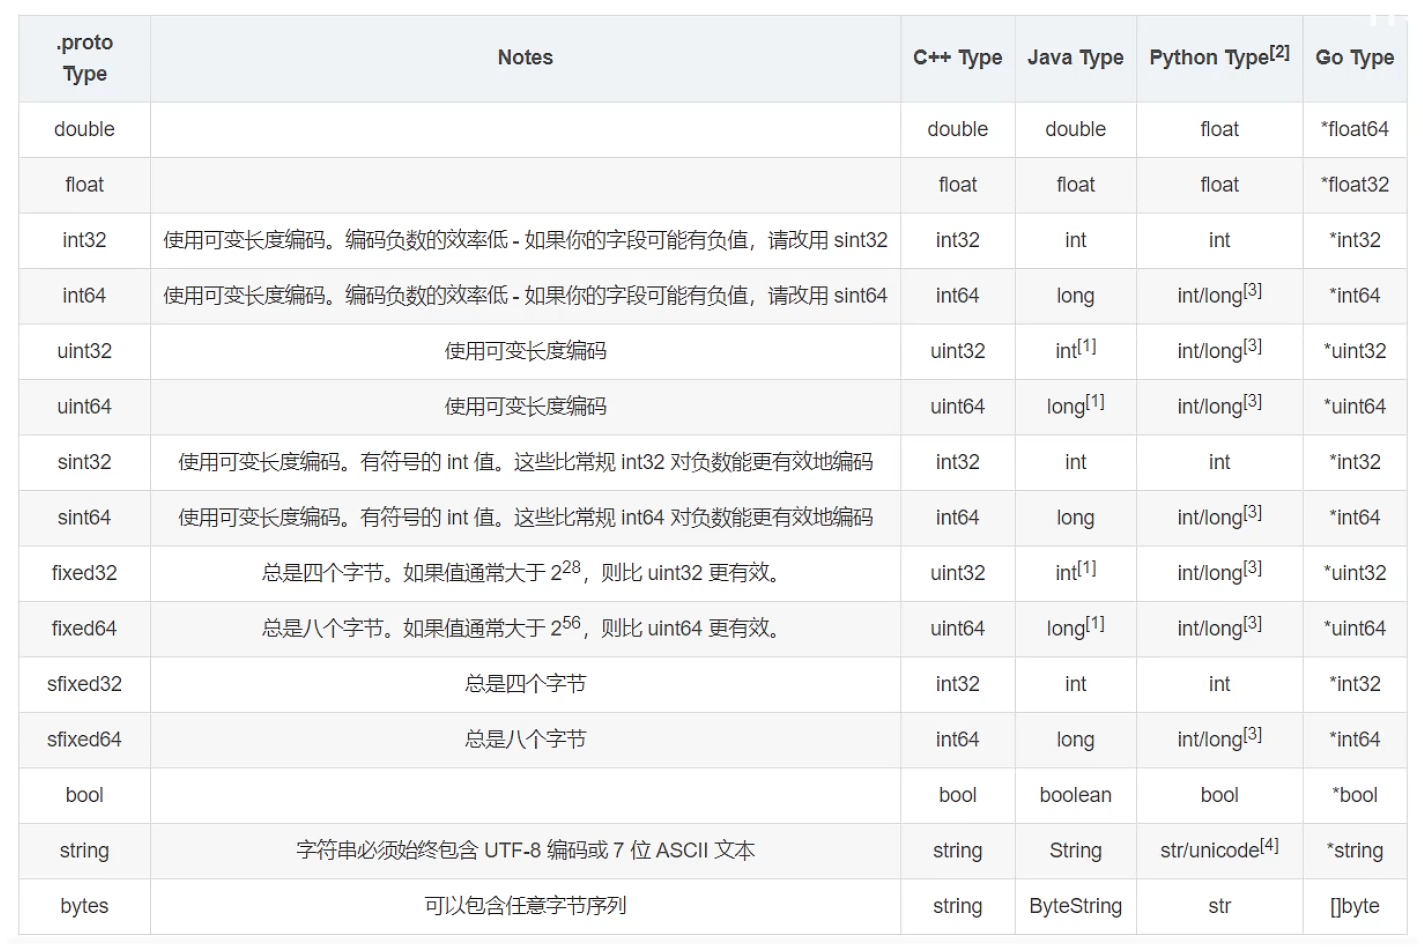 .proto Type Notes C++ Type Java Type Python Type[2] Go Type
double double double float *float64
float float float float *float32
int32 使用可变长度编码。编码负数的效率低 - 如果你的字段可能有负值，请改用 sint32 int32 int int *int32
int64 使用可变长度编码。编码负数的效率低 - 如果你的字段可能有负值，请改用 sint64 int64 long int/long[3] *int64
uint32 使用可变长度编码 uint32 int[1] int/long[3] *uint32
uint64 使用可变长度编码 uint64 long[1] int/long[3] *uint64
sint32 使用可变长度编码。有符号的 int 值。这些比常规 int32 对负数能更有效地编码 int32 int int *int32
sint64 使用可变长度编码。有符号的 int 值。这些比常规 int64 对负数能更有效地编码 int64 long int/long[3] *int64
fixed32 总是四个字节。如果值通常大于 2^28，则比 uint32 更有效。 uint32 int[1] int/long[3] *uint32
fixed64 总是八个字节。如果值通常大于 2^56，则比 uint64 更有效。 uint64 long[1] int/long[3] *uint64
sfixed32 总是四个字节 int32 int int *int32
sfixed64 总是八个字节 int64 long int/long[3] *int64
bool bool boolean bool *bool
string 字符串必须始终包含 UTF-8 编码或 7 位 ASCII 文本 string String str/unicode[4] *string
bytes 可以包含任意字节序列 string ByteString str []byte